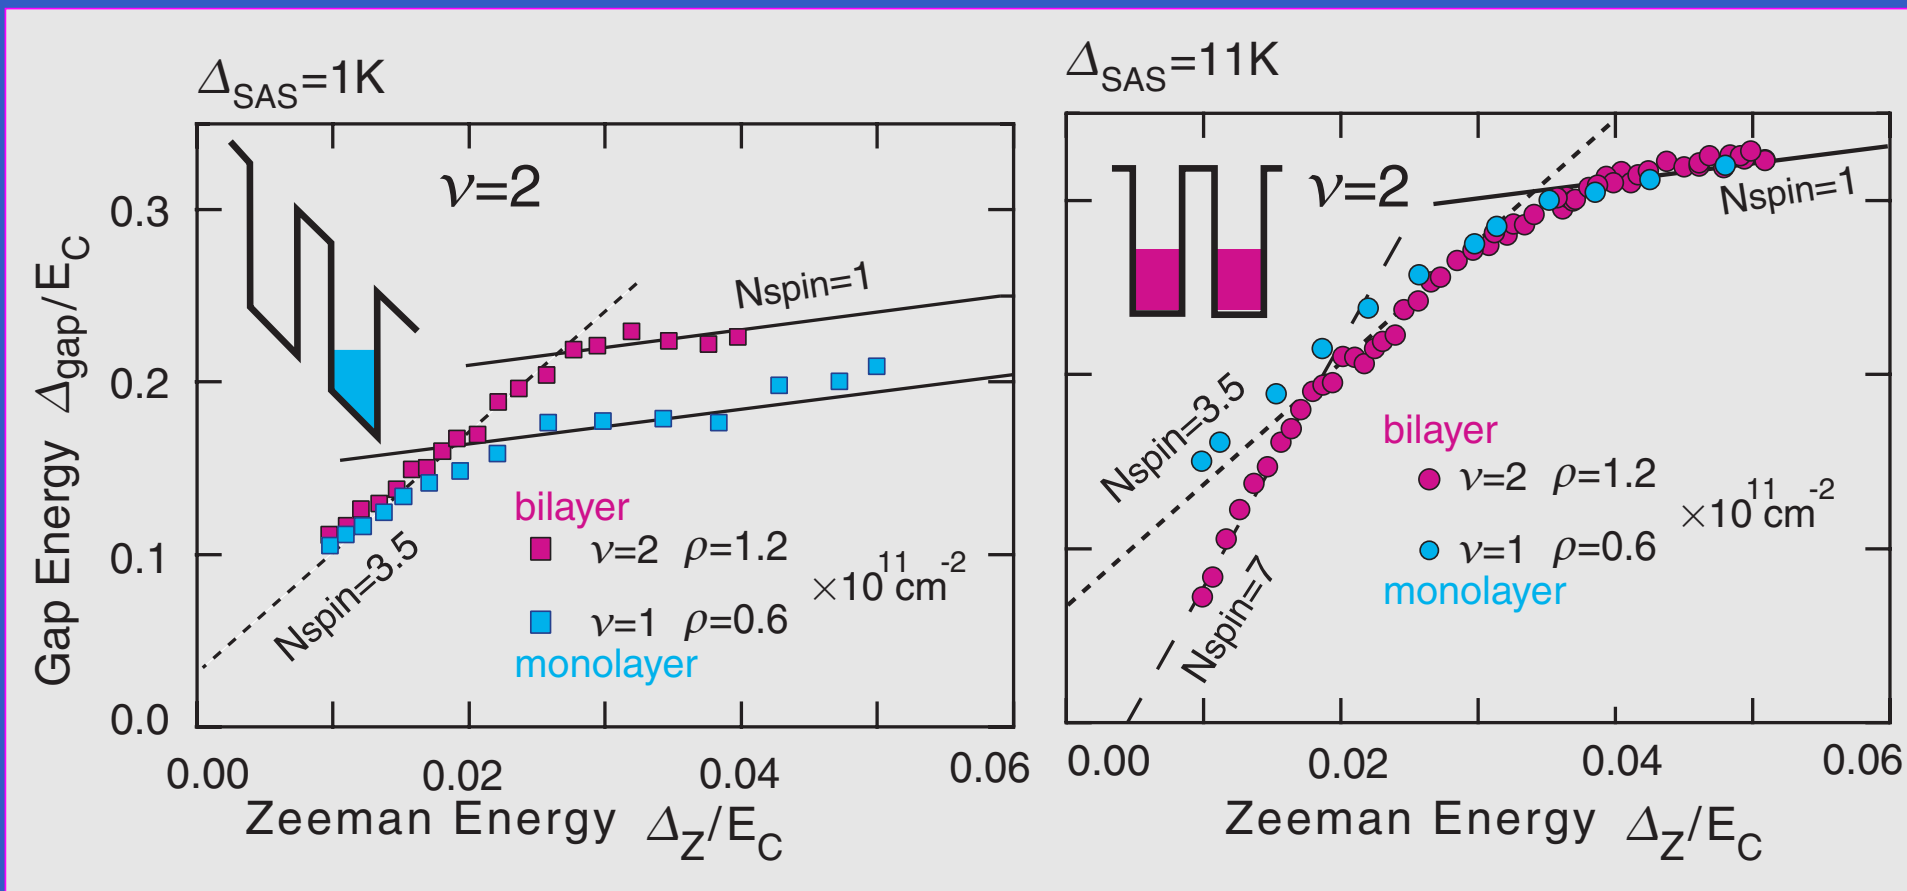 Δ_SAS=1K
ν=2
Nspin=1
Nspin=3.5
bilayer
ν=2 ρ=1.2
×10^11 cm^-2
ν=1 ρ=0.6
monolayer
Gap Energy Δgap/E_C
0.3
0.2
0.1
0.0
0.00 0.02 0.04 0.06
Zeeman Energy Δ_Z/E_C
Δ_SAS=11K
ν=2
Nspin=1
Nspin=3.5
Nspin=7
bilayer
ν=2 ρ=1.2
×10^11 cm^-2
ν=1 ρ=0.6
monolayer
0.00 0.02 0.04 0.06
Zeeman Energy Δ_Z/E_C